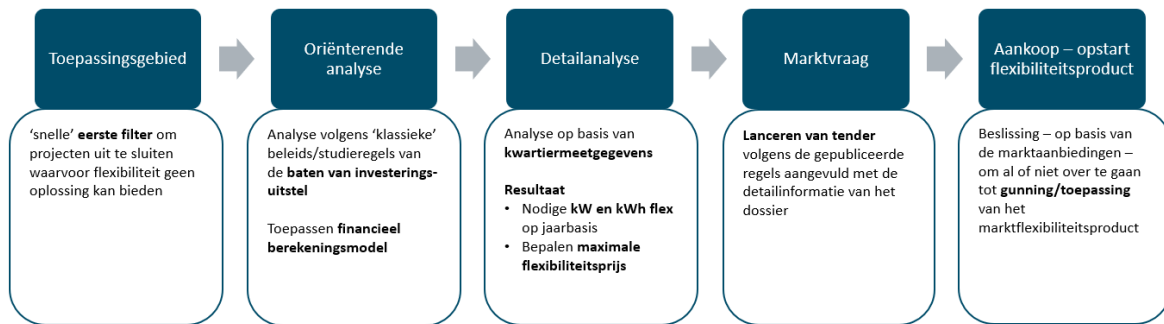 Toepassingsgebied
‘snelle’ eerste filter om
projecten uit te sluiten
waarvoor flexibiliteit geen
oplossing kan bieden
Oriënterende
analyse
Analyse volgens ‘klassieke’
beleids/studieregels van
de baten van investerings-
uitstel
Toepassen financieel
berekeningsmodel
Detailanalyse
Analyse op basis van
kwartiermeetgegevens
Resultaat
• Nodige kW en kWh flex
op jaarbasis
• Bepalen maximale
flexibiliteitsprijs
Marktvraag
Lanceren van tender
volgens de gepubliceerde
regels aangevuld met de
detailinformatie van het
dossier
Aankoop – opstart
flexibiliteitsproduct
Beslissing – op basis van
de marktaanbiedingen –
om al of niet over te gaan
tot gunning/toepassing
van het
marktflexibiliteitsproduct